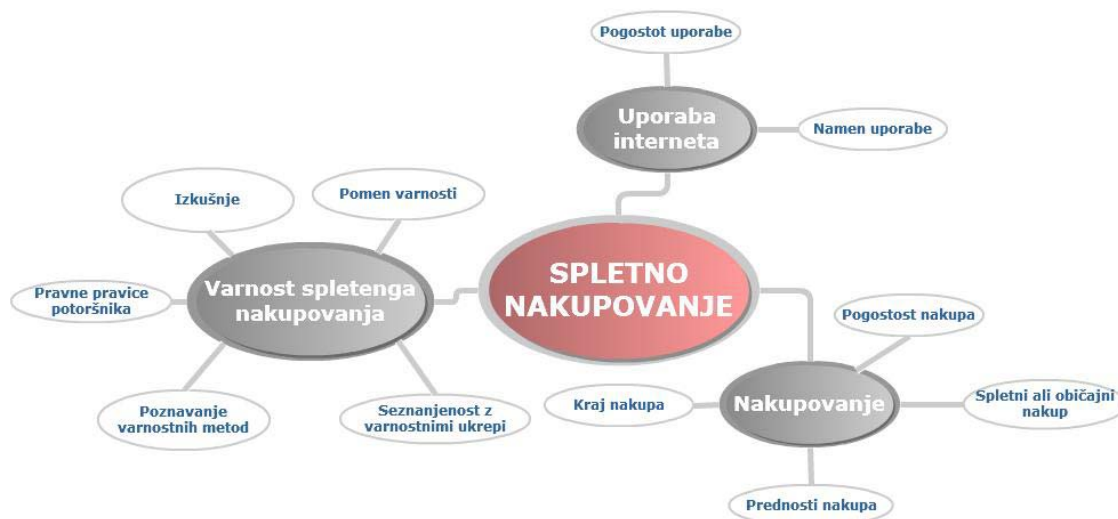 Pogostot uporabe
Uporaba
interneta
Namen uporabe
Izkušnje
Pomen varnosti
Varnost spletenga
nakupovanja
Pravne pravice
potoršnika
Poznavanje
varnostnih metod
Seznanjenost z
varnostnimi ukrepi
SPLETNO
NAKUPOVANJE
Pogostost nakupa
Nakupovanje
Kraj nakupa
Spletni ali običajni
nakup
Prednosti nakupa